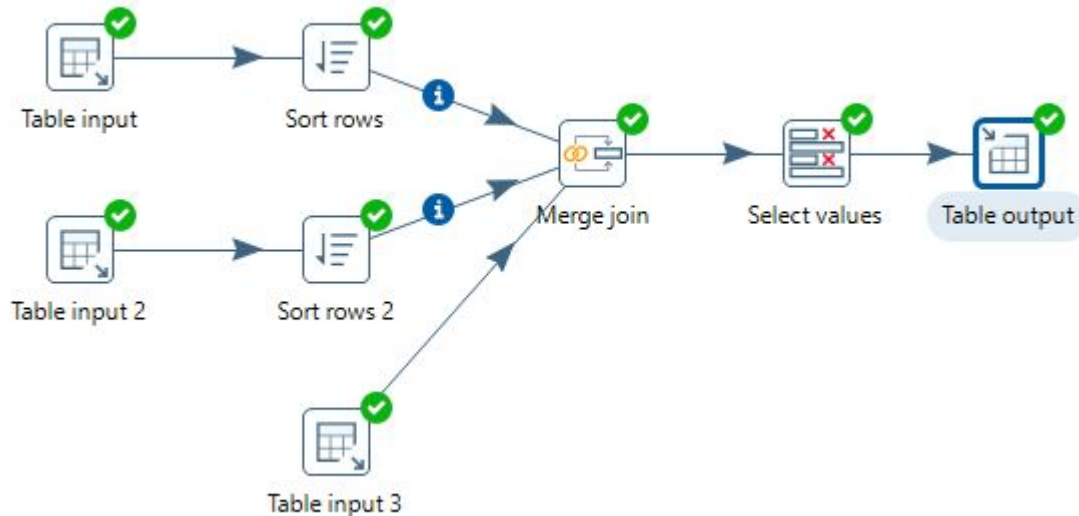 Table input
Sort rows
Merge join
Select values
Table output
Table input 2
Sort rows 2
Table input 3